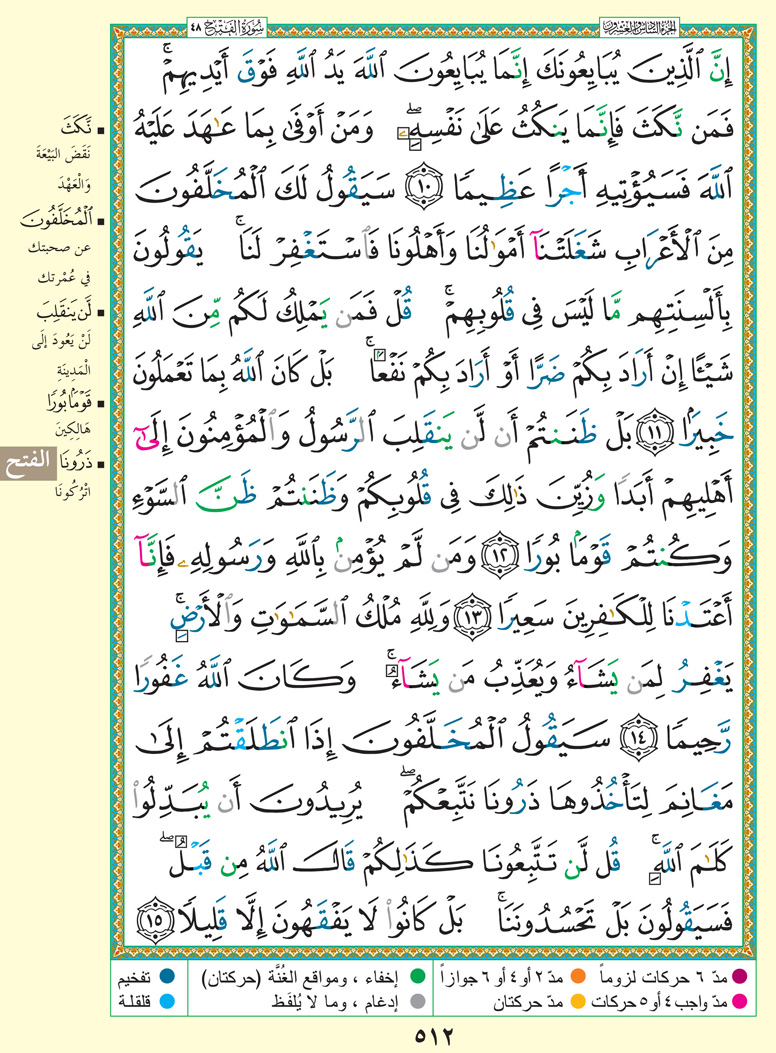 الجزء السادس والعشرون
سورة الفتح ٤٨
إِنَّ ٱلَّذِينَ يُبَايِعُونَكَ إِنَّمَا يُبَايِعُونَ ٱللَّهَ يَدُ ٱللَّهِ فَوْقَ أَيْدِيهِمْ ۚ
فَمَن نَّكَثَ فَإِنَّمَا يَنكُثُ عَلَىٰ نَفْسِهِۦ ۖ وَمَنْ أَوْفَىٰ بِمَا عَـٰهَدَ عَلَيْهُ
ٱللَّهَ فَسَيُؤْتِيهِ أَجْرًا عَظِيمًا ١٠ سَيَقُولُ لَكَ ٱلْمُخَلَّفُونَ
مِنَ ٱلْأَعْرَابِ شَغَلَتْنَآ أَمْوَٰلُنَا وَأَهْلُونَا فَٱسْتَغْفِرْ لَنَا ۚ يَقُولُونَ
بِأَلْسِنَتِهِم مَّا لَيْسَ فِى قُلُوبِهِمْ ۚ قُلْ فَمَن يَمْلِكُ لَكُم مِّنَ ٱللَّهِ
شَيْـًٔا إِنْ أَرَادَ بِكُمْ ضَرًّا أَوْ أَرَادَ بِكُمْ نَفْعًۢا ۚ بَلْ كَانَ ٱللَّهُ بِمَا تَعْمَلُونَ
خَبِيرًۢا ١١ بَلْ ظَنَنتُمْ أَن لَّن يَنقَلِبَ ٱلرَّسُولُ وَٱلْمُؤْمِنُونَ إِلَىٰٓ
أَهْلِيهِمْ أَبَدًا وَزُيِّنَ ذَٰلِكَ فِى قُلُوبِكُمْ وَظَنَنتُمْ ظَنَّ ٱلسَّوْءِ
وَكُنتُمْ قَوْمًۢا بُورًا ١٢ وَمَن لَّمْ يُؤْمِنۢ بِٱللَّهِ وَرَسُولِهِۦ فَإِنَّآ
أَعْتَدْنَا لِلْكَـٰفِرِينَ سَعِيرًا ١٣ وَلِلَّهِ مُلْكُ ٱلسَّمَـٰوَٰتِ وَٱلْأَرْضِ ۚ
يَغْفِرُ لِمَن يَشَآءُ وَيُعَذِّبُ مَن يَشَآءُ ۚ وَكَانَ ٱللَّهُ غَفُورًا
رَّحِيمًا ١٤ سَيَقُولُ ٱلْمُخَلَّفُونَ إِذَا ٱنطَلَقْتُمْ إِلَىٰ
مَغَانِمَ لِتَأْخُذُوهَا ذَرُونَا نَتَّبِعْكُمْ ۖ يُرِيدُونَ أَن يُبَدِّلُوا۟
كَلَـٰمَ ٱللَّهِ ۚ قُل لَّن تَتَّبِعُونَا كَذَٰلِكُمْ قَالَ ٱللَّهُ مِن قَبْلُ ۖ
فَسَيَقُولُونَ بَلْ تَحْسُدُونَنَا ۚ بَلْ كَانُوا۟ لَا يَفْقَهُونَ إِلَّا قَلِيلًا ١٥
نَّكَثَ
نَقَضَ البَيْعَةَ
وَالْعَهْدَ
ٱلْمُخَلَّفُونَ
عن صحبتك
في عُمْرتك
لَّن يَنقَلِبَ
لَنْ يَعُودَ إلَى
الْمَدِينَةِ
قَوْمًۢا بُورًا
هَالِكِينَ
ذَرُونَا
اتْرُكُونَا
الفتح
مدّ ٦ حركات لزوماً مدّ ٢ أو ٤ أو ٦ جوازاً إخفاء ، ومواقع الغُنَّة (حركتان) تفخيم
مدّ واجب ٤ أو ٥ حركات مدّ حركتان إدغام ، وما لا يُلفَظ قلقلة
٥١٢